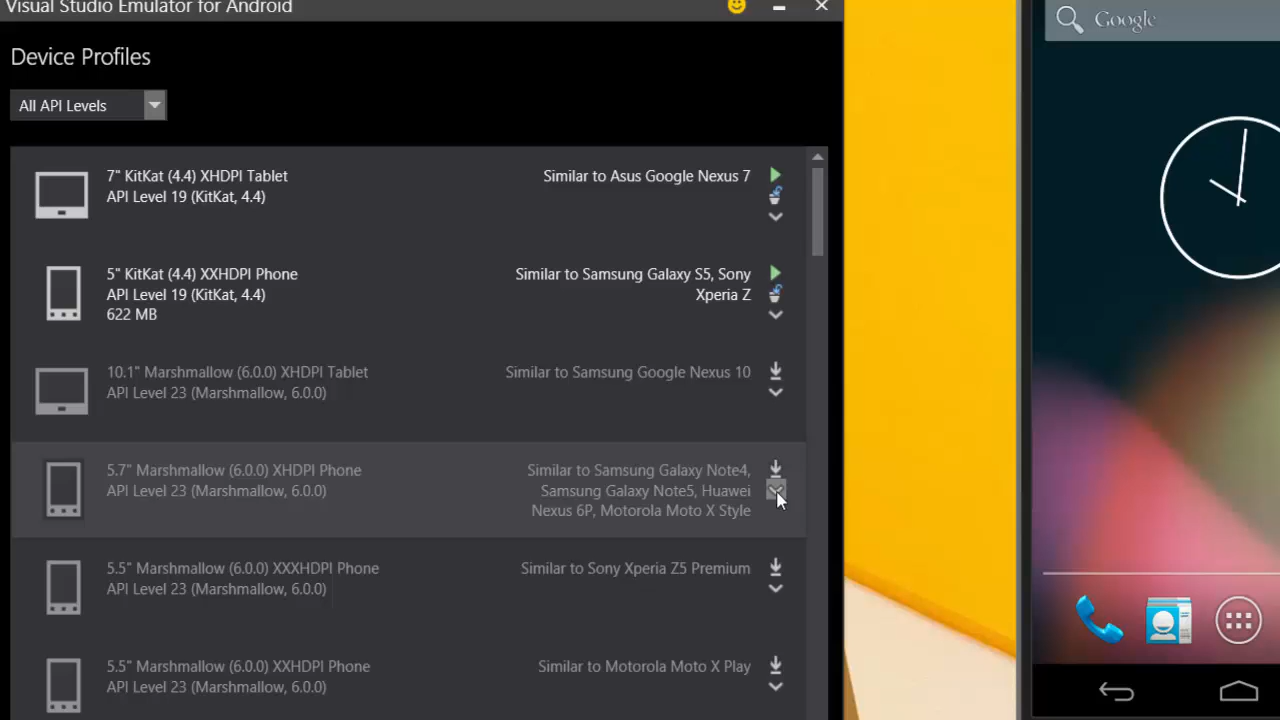 Visual Studio Emulator for Android
Google
Device Profiles
All API Levels
7" KitKat (4.4) XHDPI Tablet
API Level 19 (KitKat, 4.4)
Similar to Asus Google Nexus 7
5" KitKat (4.4) XXHDPI Phone
API Level 19 (KitKat, 4.4)
622 MB
Similar to Samsung Galaxy S5, Sony
Xperia Z
10.1" Marshmallow (6.0.0) XHDPI Tablet
API Level 23 (Marshmallow, 6.0.0)
Similar to Samsung Google Nexus 10
5.7" Marshmallow (6.0.0) XHDPI Phone
API Level 23 (Marshmallow, 6.0.0)
Similar to Samsung Galaxy Note4,
Samsung Galaxy Note5, Huawei
Nexus 6P, Motorola Moto X Style
5.5" Marshmallow (6.0.0) XXXHDPI Phone
API Level 23 (Marshmallow, 6.0.0)
Similar to Sony Xperia Z5 Premium
5.5" Marshmallow (6.0.0) XXHDPI Phone
API Level 23 (Marshmallow, 6.0.0)
Similar to Motorola Moto X Play